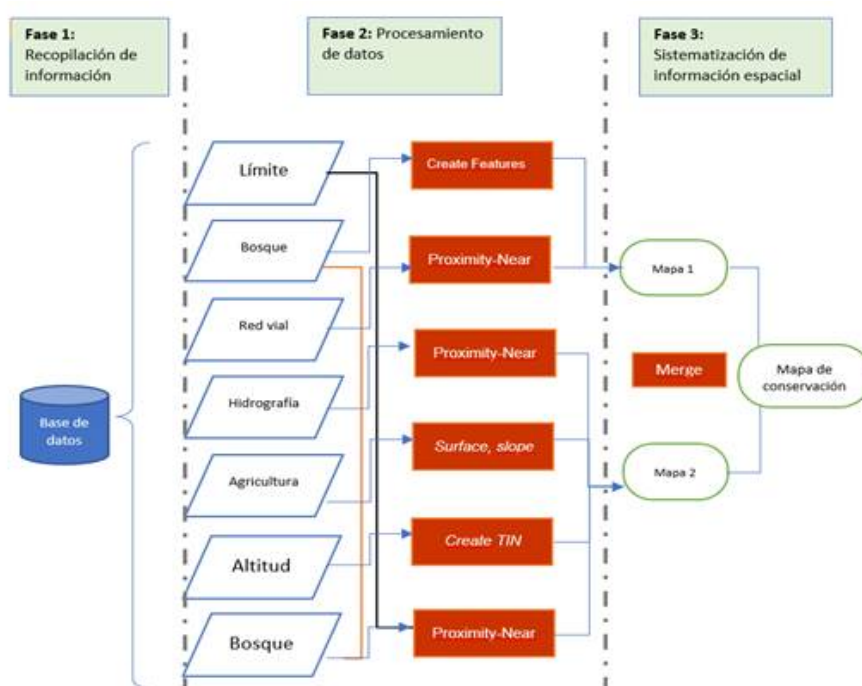 Fase 1:
Recopilación de
información
Fase 2: Procesamiento
de datos
Fase 3:
Sistematización de
información espacial
Base de
datos
Límite
Bosque
Red vial
Hidrografía
Agricultura
Altitud
Bosque
Create Features
Proximity-Near
Proximity-Near
Surface, slope
Create TIN
Proximity-Near
Mapa 1
Merge
Mapa 2
Mapa de
conservación